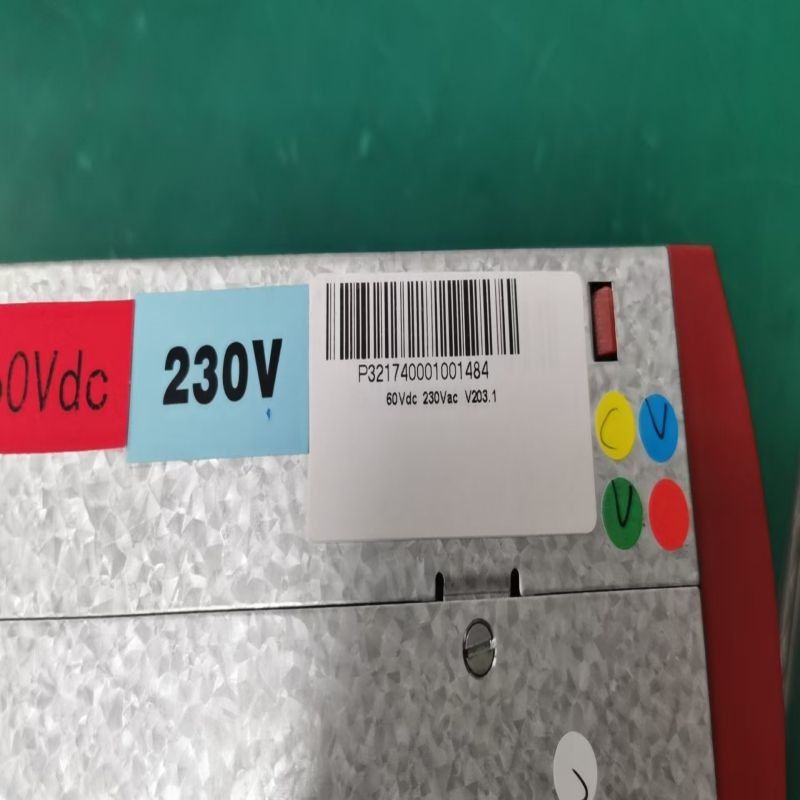 0Vdc
230V
P321740001001484
60Vdc 230Vac V203.1
C
V
V